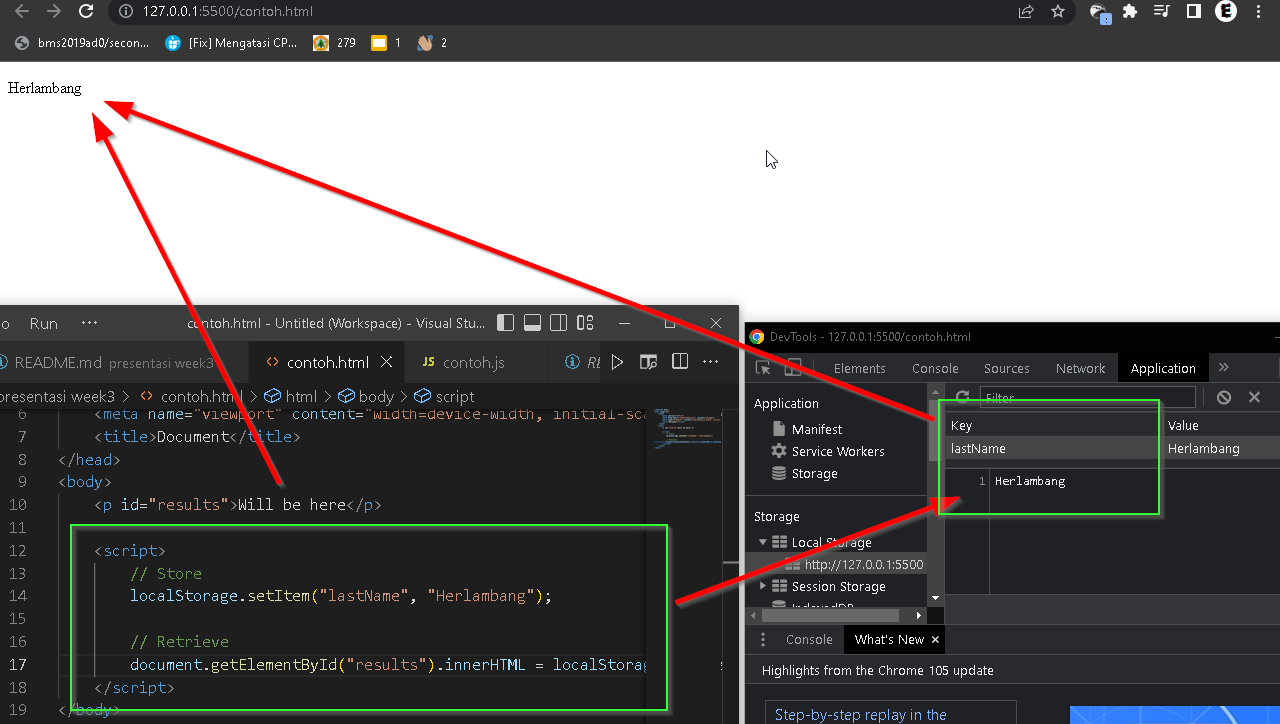 127.0.0.1:5500/contoh.html
bms2019ad0/secon... [Fix] Mengatasi CP... 279 1 2
Herlambang
Run ··· contoh.html - Untitled (Workspace) - Visual Stu...
README.md presentasi week3 contoh.html contoh.js
presentasi week3 > contoh.html > html > body > script
6 <meta name="viewport" content="width=device-width, initial-sca
7 <title>Document</title>
8 </head>
9 <body>
10 <p id="results">Will be here</p>
11
12 <script>
13 // Store
14 localStorage.setItem("lastName", "Herlambang");
15
16 // Retrieve
17 document.getElementById("results").innerHTML = localStorag
18 </script>
19 </body>
DevTools - 127.0.0.1:5500/contoh.html
Elements Console Sources Network Application
Filter
Application
Manifest
Service Workers
Storage
Storage
Local Storage
http://127.0.0.1:5500
Session Storage
IndexedDB
Key Value
lastName Herlambang
1 Herlambang
Console What's New
Highlights from the Chrome 105 update
Step-by-step replay in the